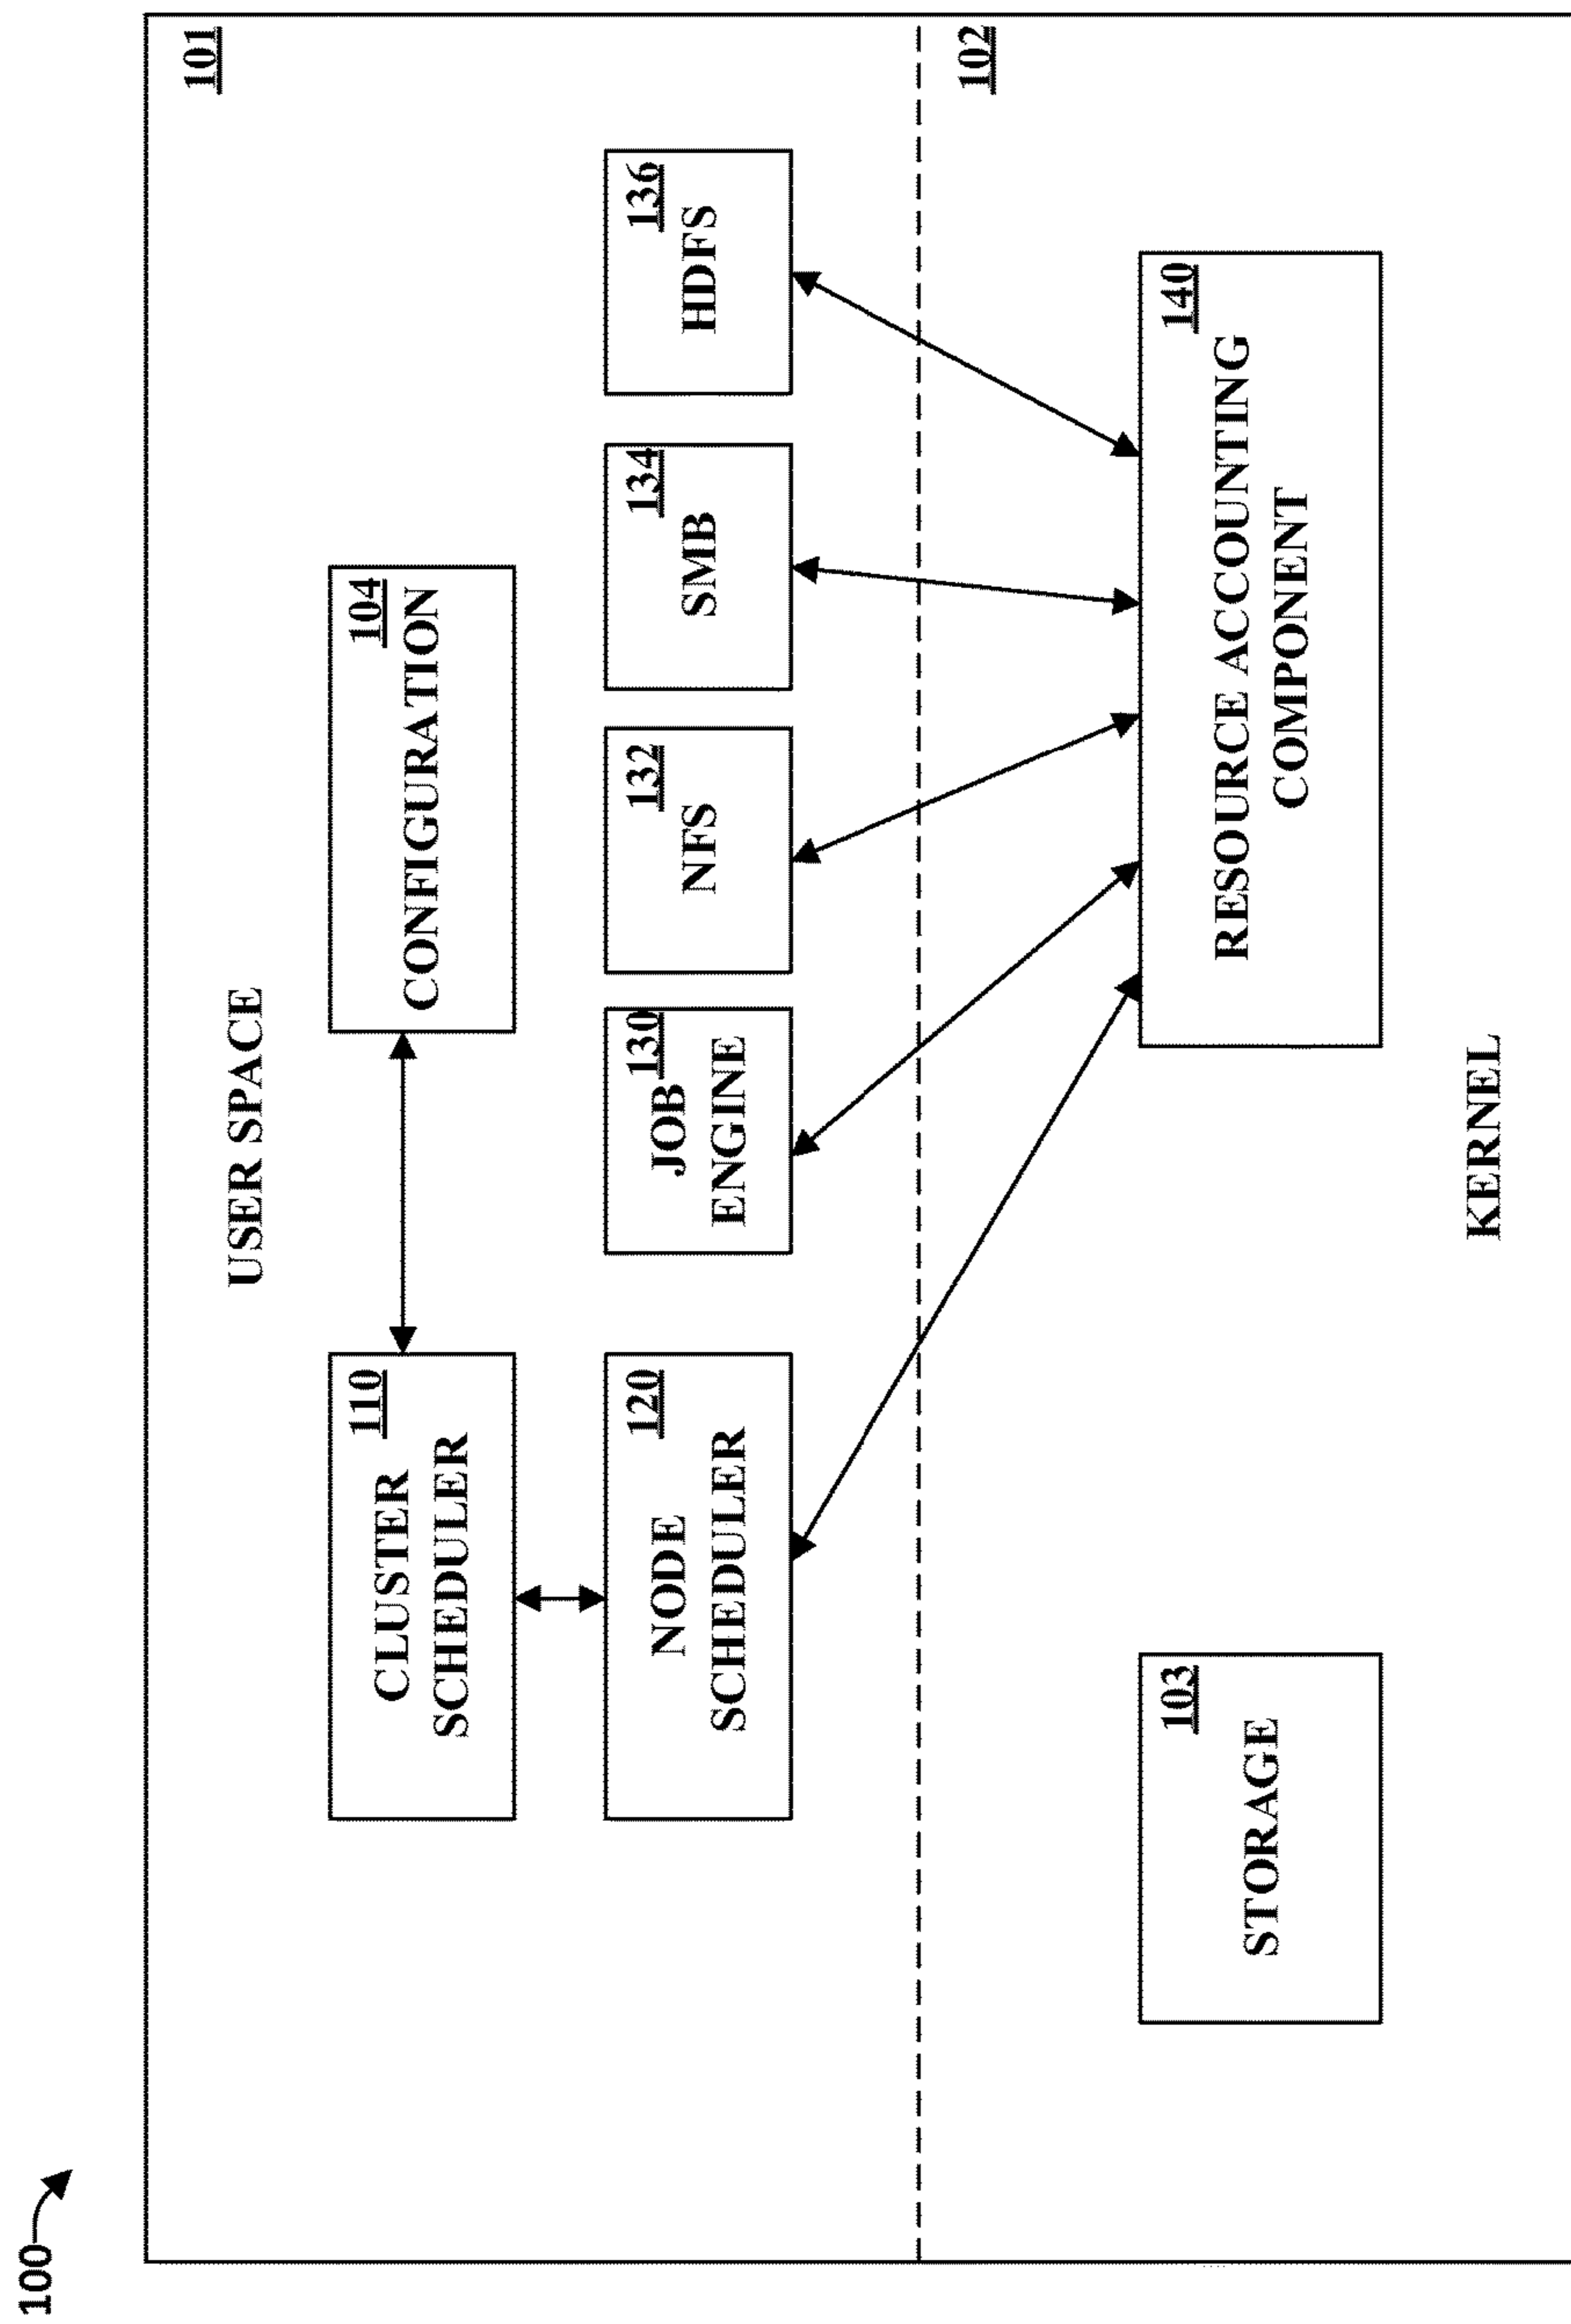 100
101
USER SPACE
110
CLUSTER
SCHEDULER
104
CONFIGURATION
120
NODE
SCHEDULER
130
JOB
ENGINE
132
NFS
134
SMB
136
HDFS
102
103
STORAGE
140
RESOURCE ACCOUNTING
COMPONENT
KERNEL